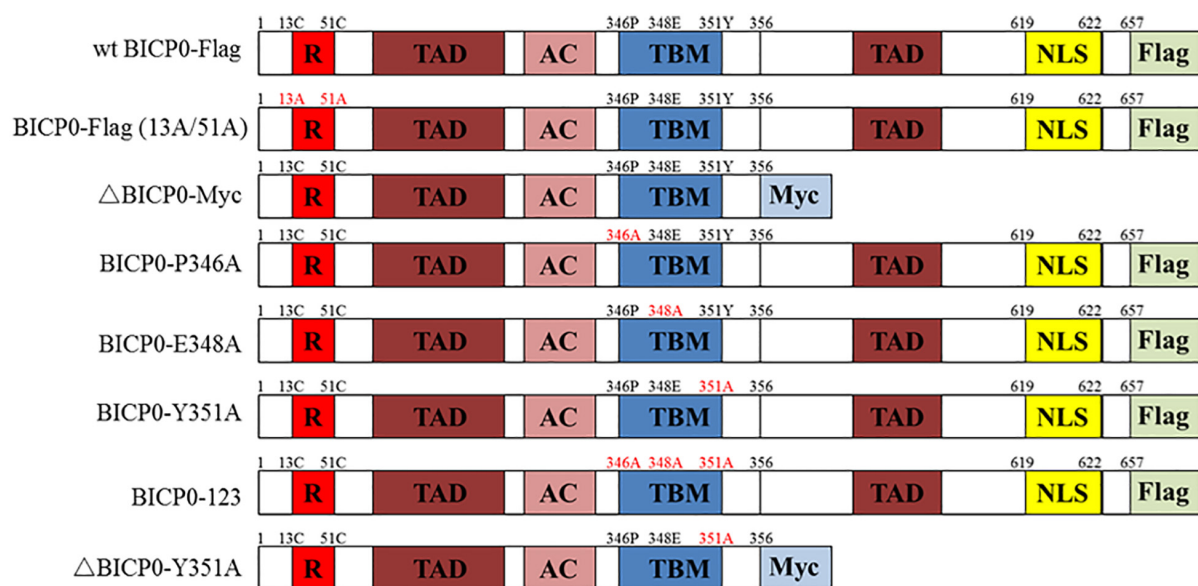 1 13C 51C 346P 348E 351Y 356 619 622 657
wt BICP0-Flag R TAD AC TBM TAD NLS Flag
1 13A 51A 346P 348E 351Y 356 619 622 657
BICP0-Flag (13A/51A) R TAD AC TBM TAD NLS Flag
1 13C 51C 346P 348E 351Y 356
△BICP0-Myc R TAD AC TBM Myc
1 13C 51C 346A 348E 351Y 356 619 622 657
BICP0-P346A R TAD AC TBM TAD NLS Flag
1 13C 51C 346P 348A 351Y 356 619 622 657
BICP0-E348A R TAD AC TBM TAD NLS Flag
1 13C 51C 346P 348E 351A 356 619 622 657
BICP0-Y351A R TAD AC TBM TAD NLS Flag
1 13C 51C 346A 348A 351A 356 619 622 657
BICP0-123 R TAD AC TBM TAD NLS Flag
1 13C 51C 346P 348E 351A 356
△BICP0-Y351A R TAD AC TBM Myc